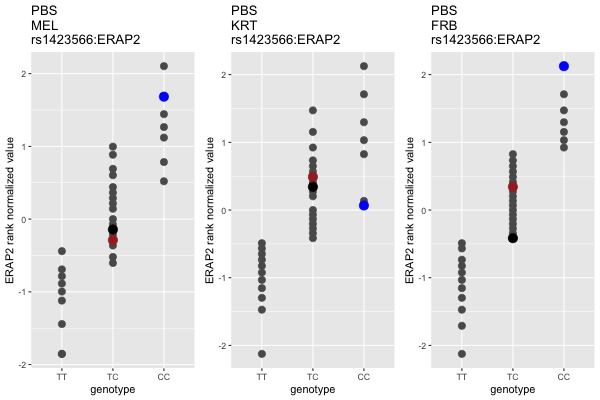 PBS
MEL
rs1423566:ERAP2
ERAP2 rank normalized value
2
1
0
-1
-2
TT
TC
CC
genotype
PBS
KRT
rs1423566:ERAP2
ERAP2 rank normalized value
2
1
0
-1
-2
TT
TC
CC
genotype
PBS
FRB
rs1423566:ERAP2
ERAP2 rank normalized value
2
1
0
-1
-2
TT
TC
CC
genotype